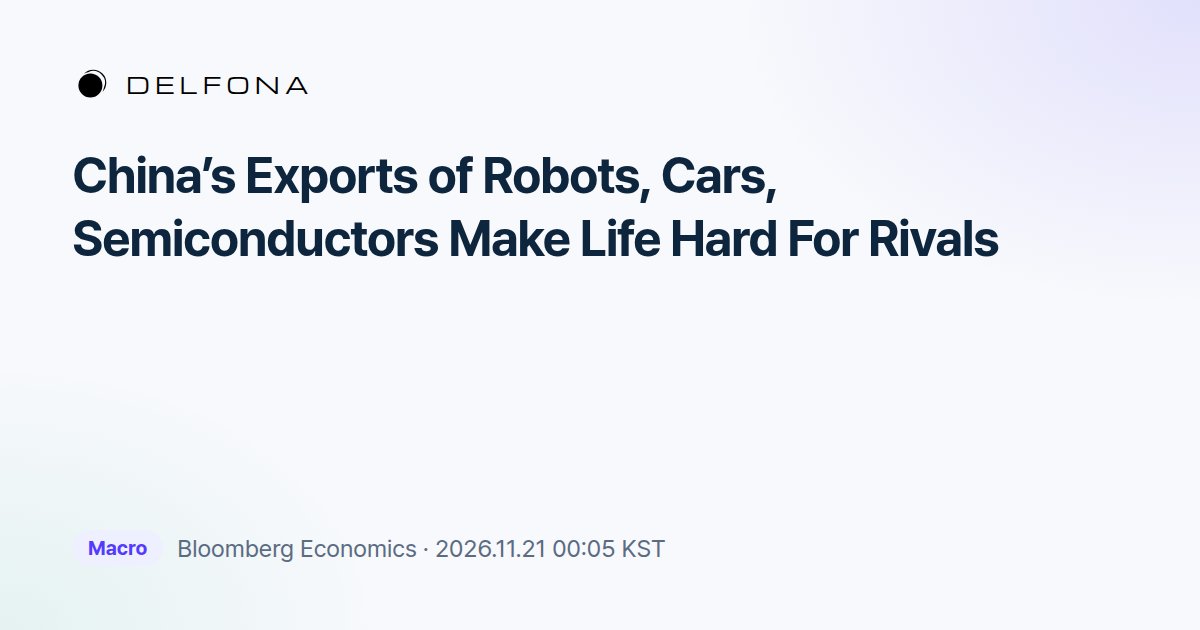 DELFONA
China’s Exports of Robots, Cars,
Semiconductors Make Life Hard For Rivals
Macro Bloomberg Economics · 2026.11.21 00:05 KST